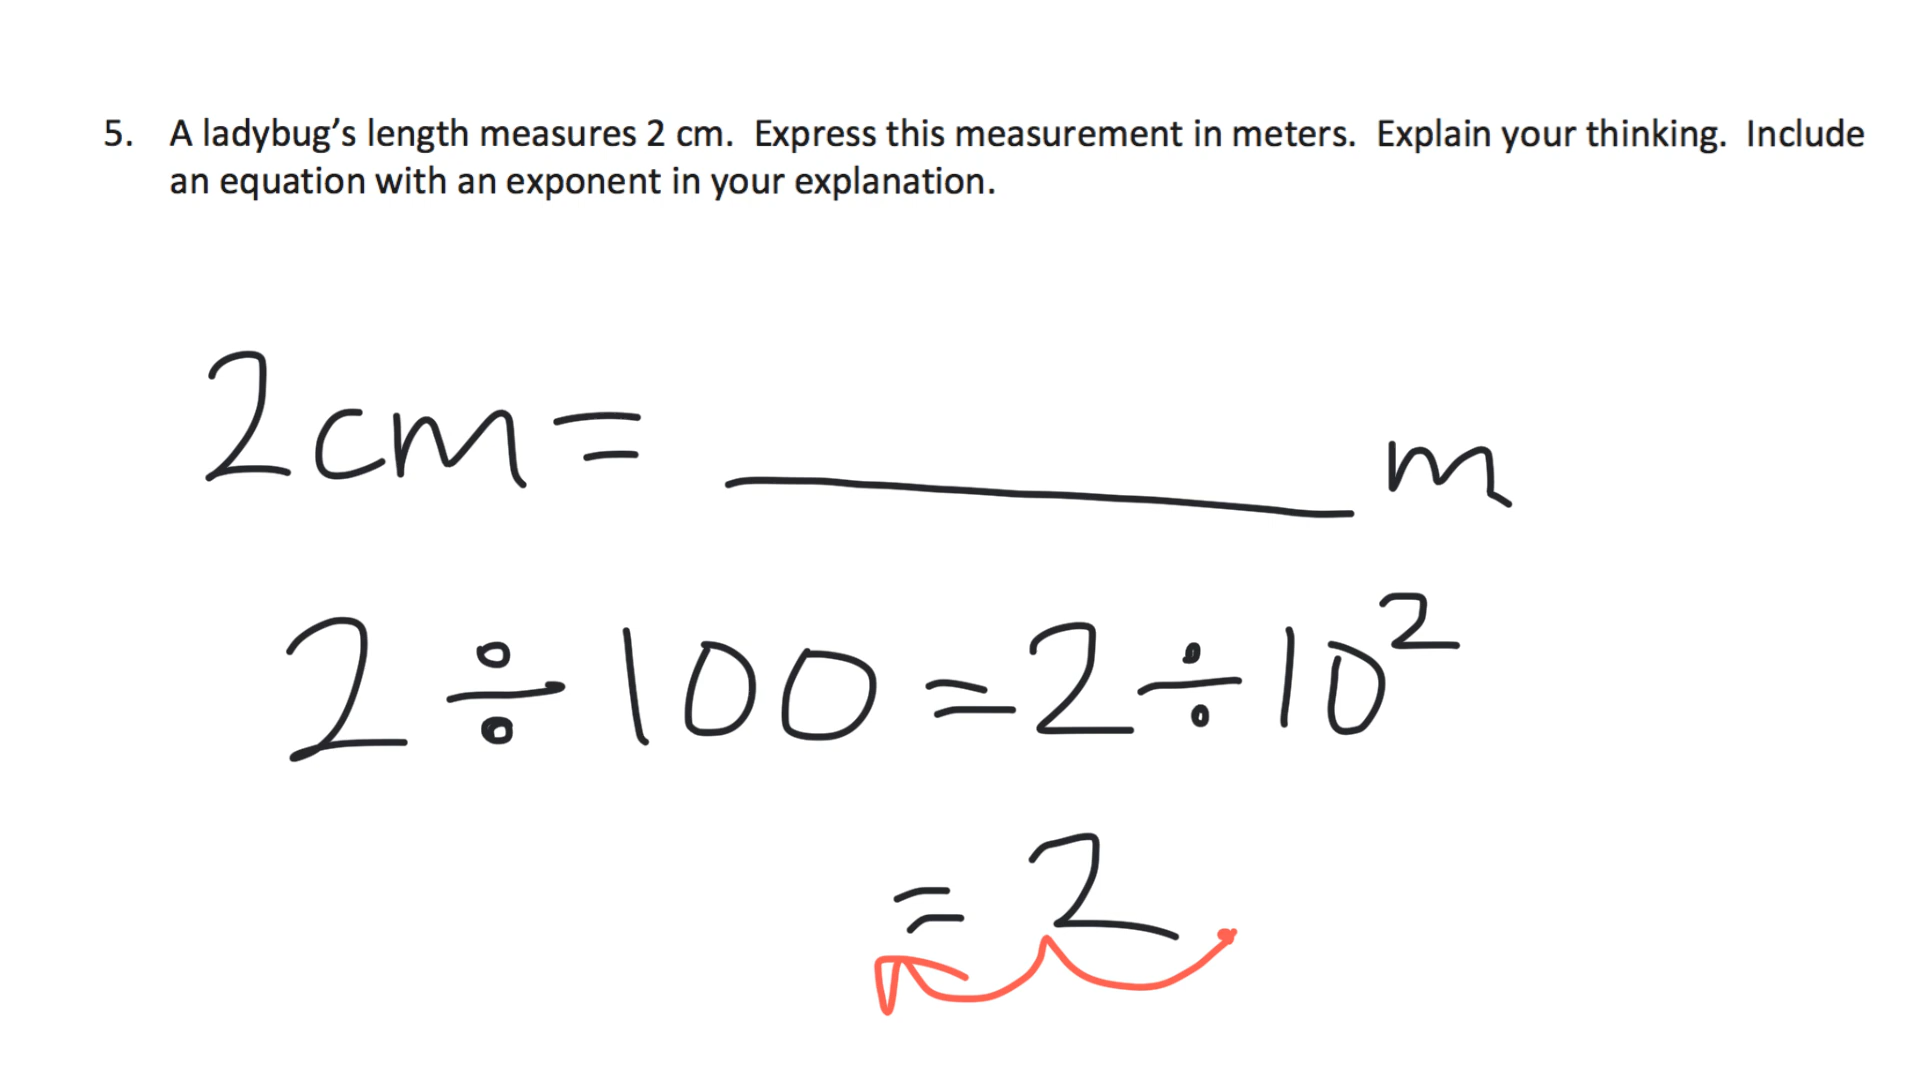 5. A ladybug's length measures 2 cm. Express this measurement in meters. Explain your thinking. Include
an equation with an exponent in your explanation.
2cm = ________ m
2 ÷ 100 = 2 ÷ 10²
= 2.